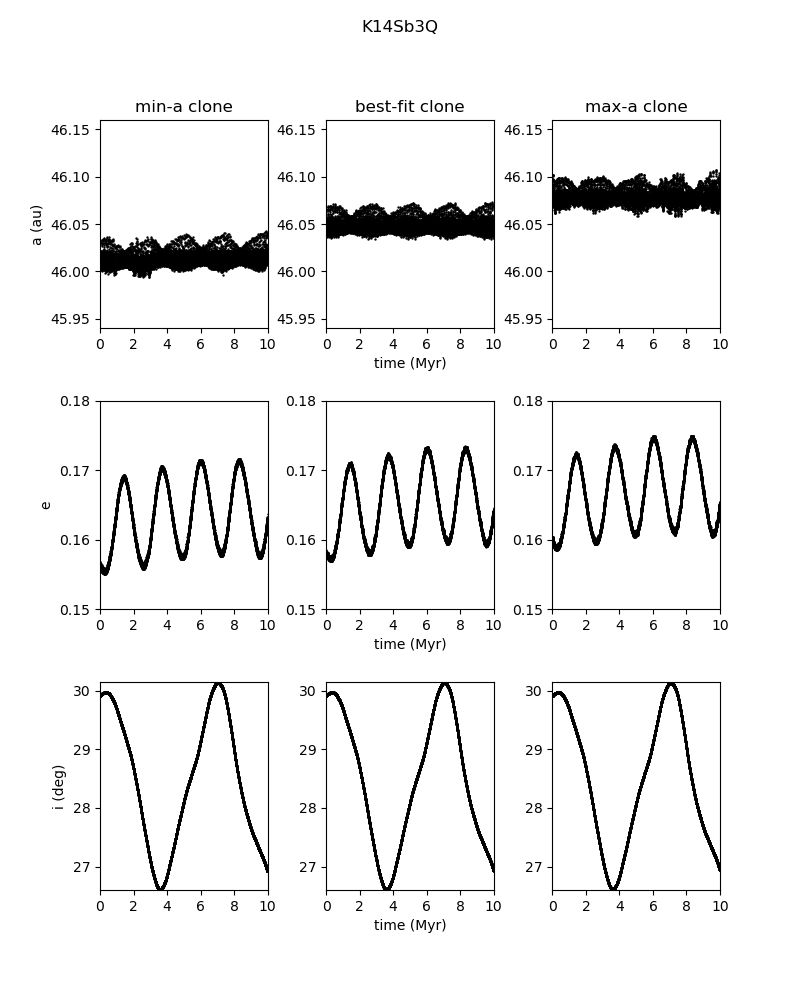 K14Sb3Q
min-a clone best-fit clone max-a clone
46.15 46.15 46.15
46.10 46.10 46.10
46.05 46.05 46.05
a (au)
46.00 46.00 46.00
45.95 45.95 45.95
0 2 4 6 8 10 0 2 4 6 8 10 0 2 4 6 8 10
time (Myr)
0.18 0.18 0.18
0.17 0.17 0.17
e
0.16 0.16 0.16
0.15 0.15 0.15
0 2 4 6 8 10 0 2 4 6 8 10 0 2 4 6 8 10
time (Myr)
30 30 30
29 29 29
i (deg)
28 28 28
27 27 27
0 2 4 6 8 10 0 2 4 6 8 10 0 2 4 6 8 10
time (Myr)